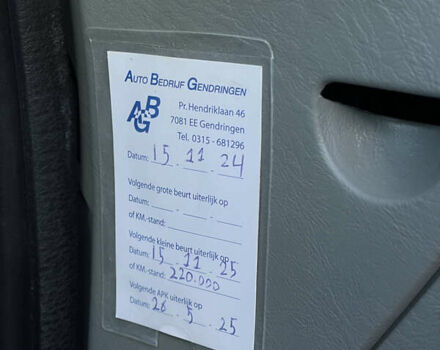 AUTO BEDRIJF GENDRINGEN
ABG
Pr. Hendriklaan 46
7081 EE Gendringen
Tel. 0315 - 681296
Datum: 15 - 11 - 24
Volgende grote beurt uiterlijk op
Datum: - -
of KM.-stand:
Volgende kleine beurt uiterlijk op
Datum: 15 - 11 - 25
of KM.-stand: 220.000
Volgende APK uiterlijk op
Datum: 26 - 5 - 25